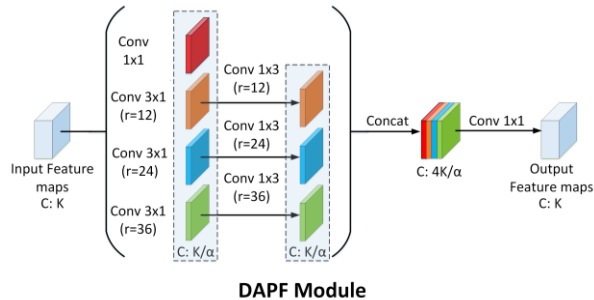 Conv
1x1
Conv 3x1
(r=12)
Conv 3x1
(r=24)
Conv 3x1
(r=36)
Conv 1x3
(r=12)
Conv 1x3
(r=24)
Conv 1x3
(r=36)
Input Feature
maps
C: K
C: K/α
C: K/α
Concat
C: 4K/α
Conv 1x1
Output
Feature maps
C: K
DAPF Module